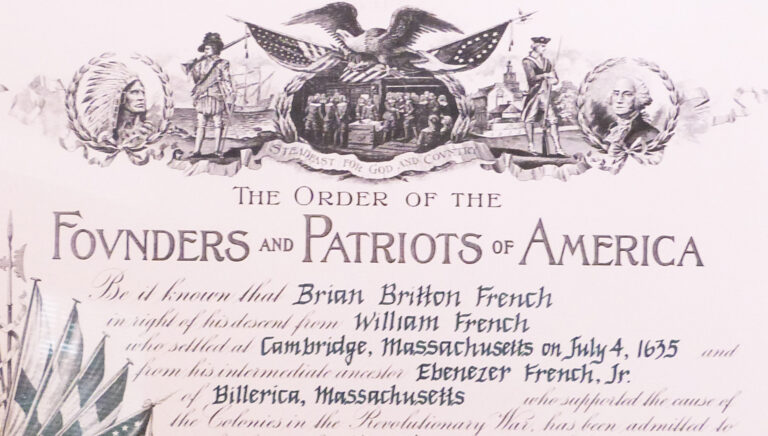 STEADFAST FOR GOD AND COUNTRY
THE ORDER OF THE
FOVNDERS AND PATRIOTS OF AMERICA
Be it known that Brian Britton French
in right of his descent from William French
who settled at Cambridge, Massachusetts on July 4, 1635 and
from his intermediate ancestor Ebenezer French, Jr.
of Billerica, Massachusetts who supported the cause of
the Colonies in the Revolutionary War, has been admitted to